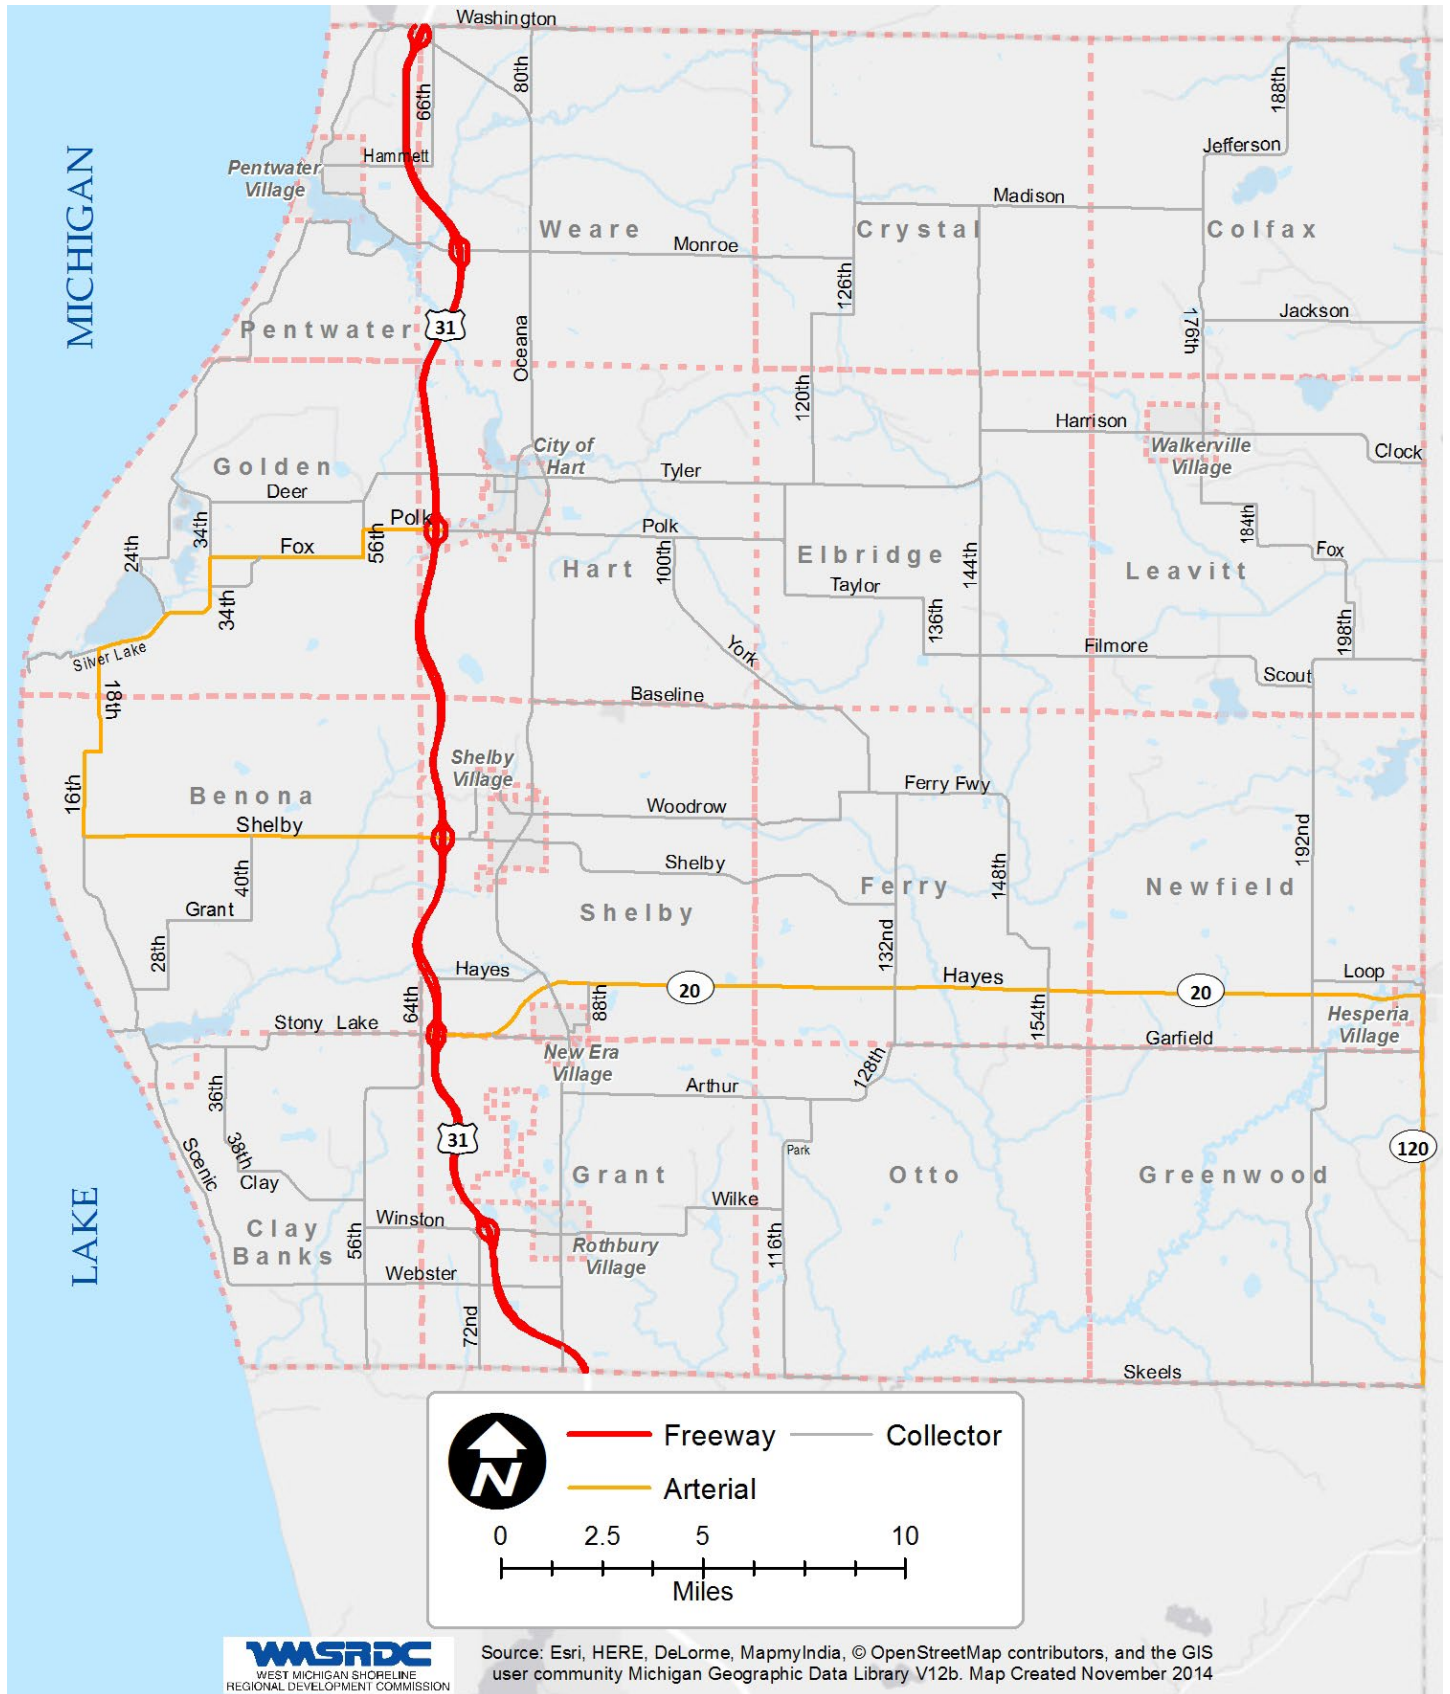 Washington
80th
188th
66th
Jefferson
Hammett
Pentwater
Village
MICHIGAN
Madison
Weare
Crystal
Colfax
Monroe
126th
Jackson
Pentwater
31
176th
Oceana
120th
Harrison
Walkerville
Village
Clock
City of
Hart
Golden
Tyler
Deer
Polk
34th
56th
Polk
184th
Fox
Fox
24th
100th
Elbridge
144th
Hart
Leavitt
Taylor
34th
136th
198th
York
Filmore
Silver Lake
Scout
18th
Baseline
Shelby
Village
16th
Benona
Ferry Fwy
Woodrow
Shelby
192nd
Shelby
40th
148th
Ferry
Newfield
Grant
Shelby
28th
132nd
Hayes
Hayes
Loop
20
20
64th
88th
154th
Stony Lake
Hesperia
Village
Garfield
New Era
Village
128th
Arthur
36th
31
120
38th
Park
Scenic
Clay
Grant
Otto
Greenwood
Wilke
LAKE
Clay
Banks
Winston
56th
116th
Rothbury
Village
Webster
72nd
Skeels
N
Freeway
Collector
Arterial
0 2.5 5 10
Miles
WMSRDC
WEST MICHIGAN SHORELINE
REGIONAL DEVELOPMENT COMMISSION
Source: Esri, HERE, DeLorme, MapmyIndia, © OpenStreetMap contributors, and the GIS
user community Michigan Geographic Data Library V12b. Map Created November 2014